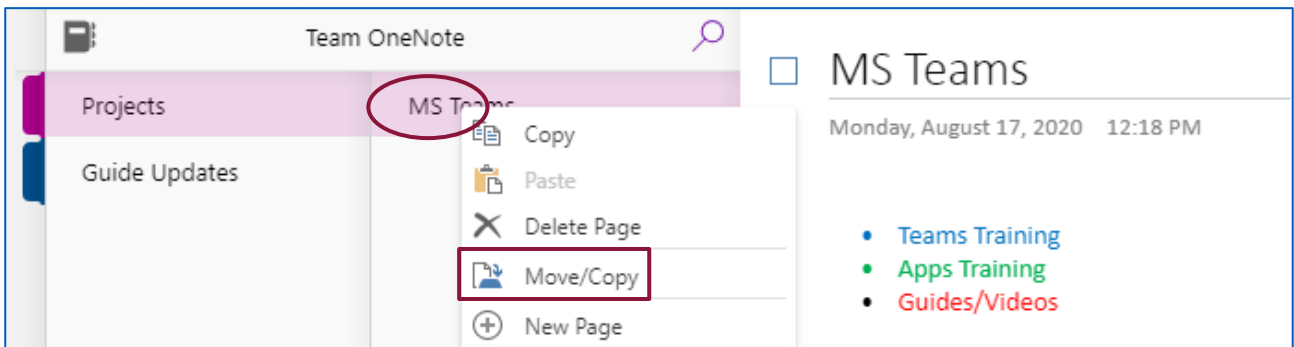 Team OneNote
Projects
Guide Updates
MS Teams
Copy
Paste
Delete Page
Move/Copy
New Page
MS Teams
Monday, August 17, 2020 12:18 PM
• Teams Training
• Apps Training
• Guides/Videos